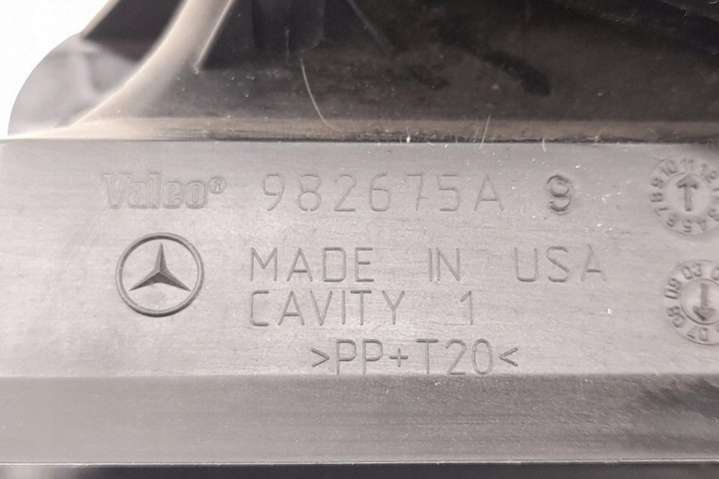 Valeo® 982675A 9
MADE IN USA
CAVITY 1
>PP+T20<